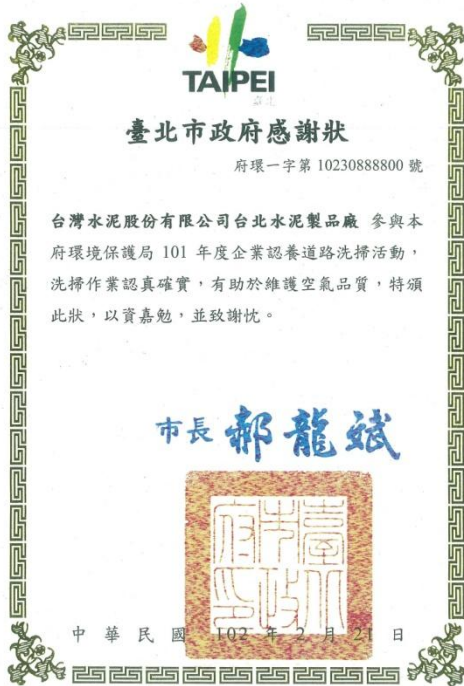 TAIPEI
臺北
臺北市政府感謝狀
府環一字第 10230888800 號
台灣水泥股份有限公司台北水泥製品廠 參與本
府環境保護局 101 年度企業認養道路洗掃活動，
洗掃作業認真確實，有助於維護空氣品質，特頒
此狀，以資嘉勉，並致謝忱。
市長 郝龍斌
臺北市政府印
中華民國 102 年 2 月 21 日